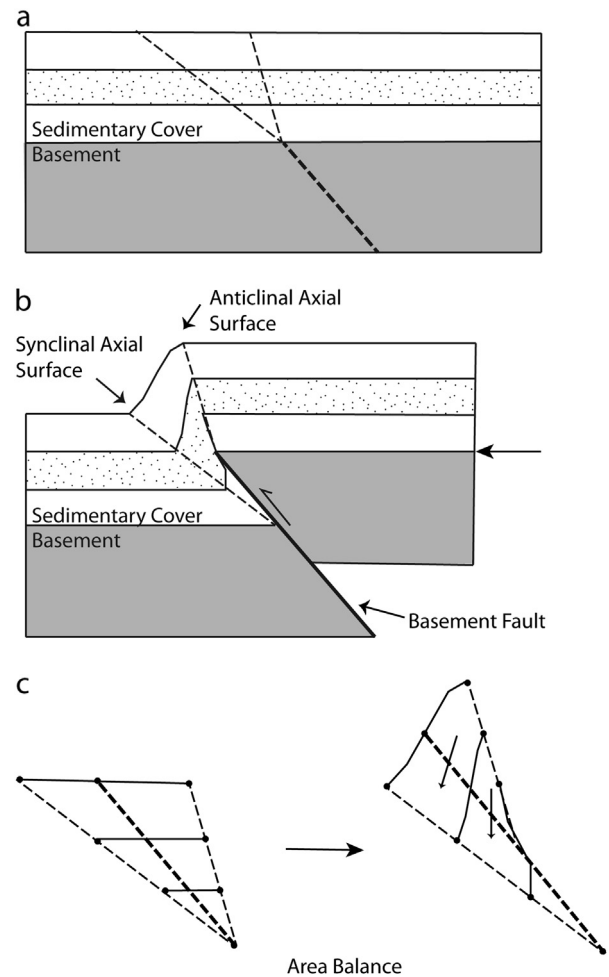 a
Sedimentary Cover
Basement
b
Anticlinal Axial
Surface
Synclinal Axial
Surface
Sedimentary Cover
Basement
Basement Fault
c
Area Balance